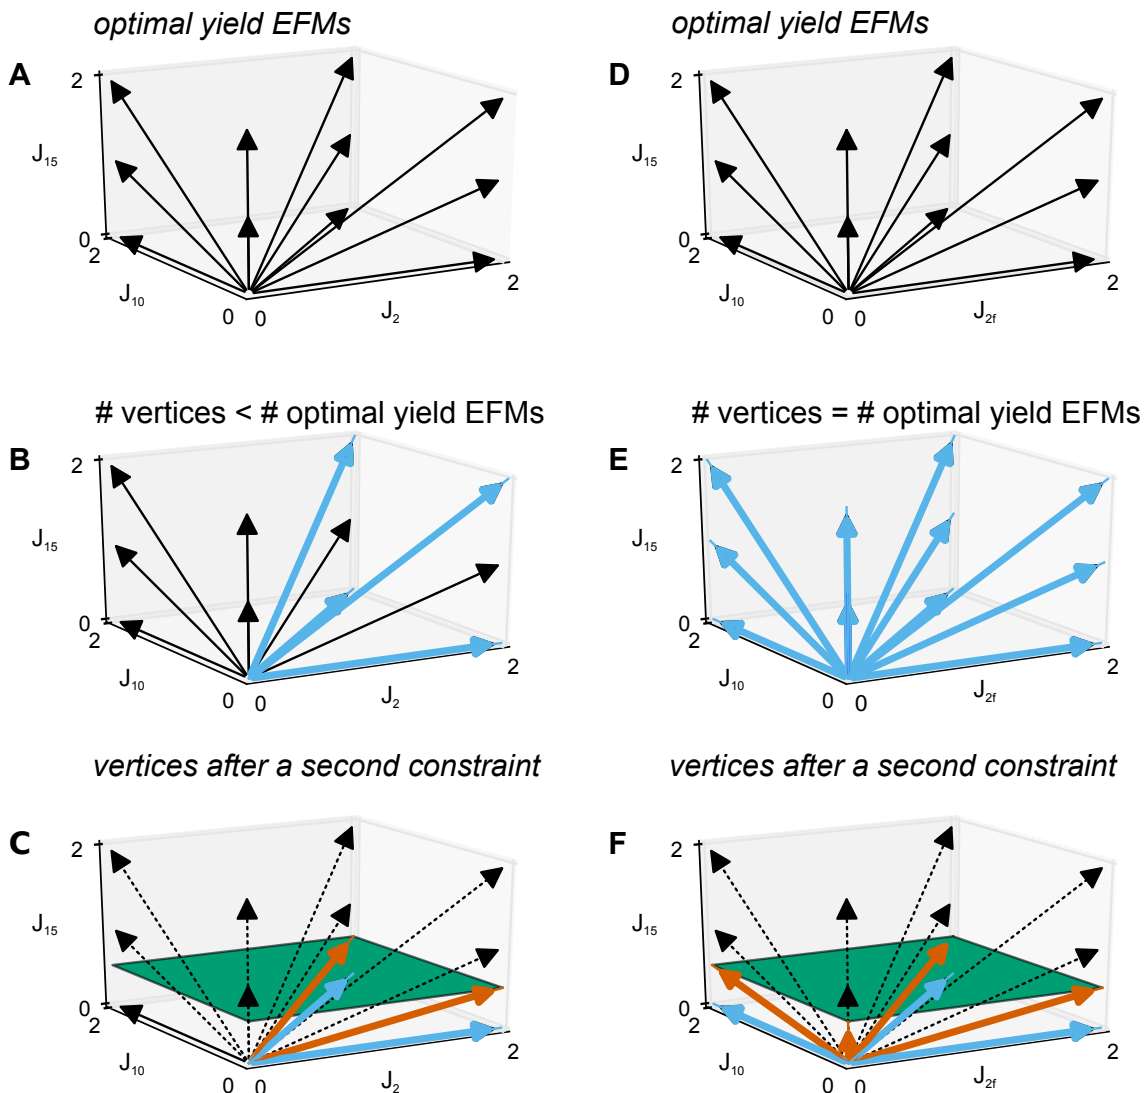 optimal yield EFMs
A
2
J15
0
2
J10
0 0
J2
2
optimal yield EFMs
D
2
J15
0
2
J10
0 0
J2f
2
# vertices < # optimal yield EFMs
B
2
J15
0
2
J10
0 0
J2
2
# vertices = # optimal yield EFMs
E
2
J15
0
2
J10
0 0
J2f
2
vertices after a second constraint
C
2
J15
0
2
J10
0 0
J2
2
vertices after a second constraint
F
2
J15
0
2
J10
0 0
J2f
2